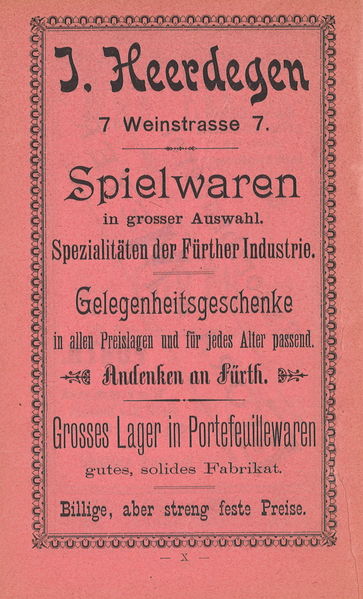 J. Heerdegen
7 Weinstrasse 7.
Spielwaren
in grosser Auswahl.
Spezialitäten der Fürther Industrie.
Gelegenheitsgeschenke
in allen Preislagen und für jedes Alter passend.
Andenken an Fürth.
Grosses Lager in Portefeuillewaren
gutes, solides Fabrikat.
Billige, aber streng feste Preise.
— X —